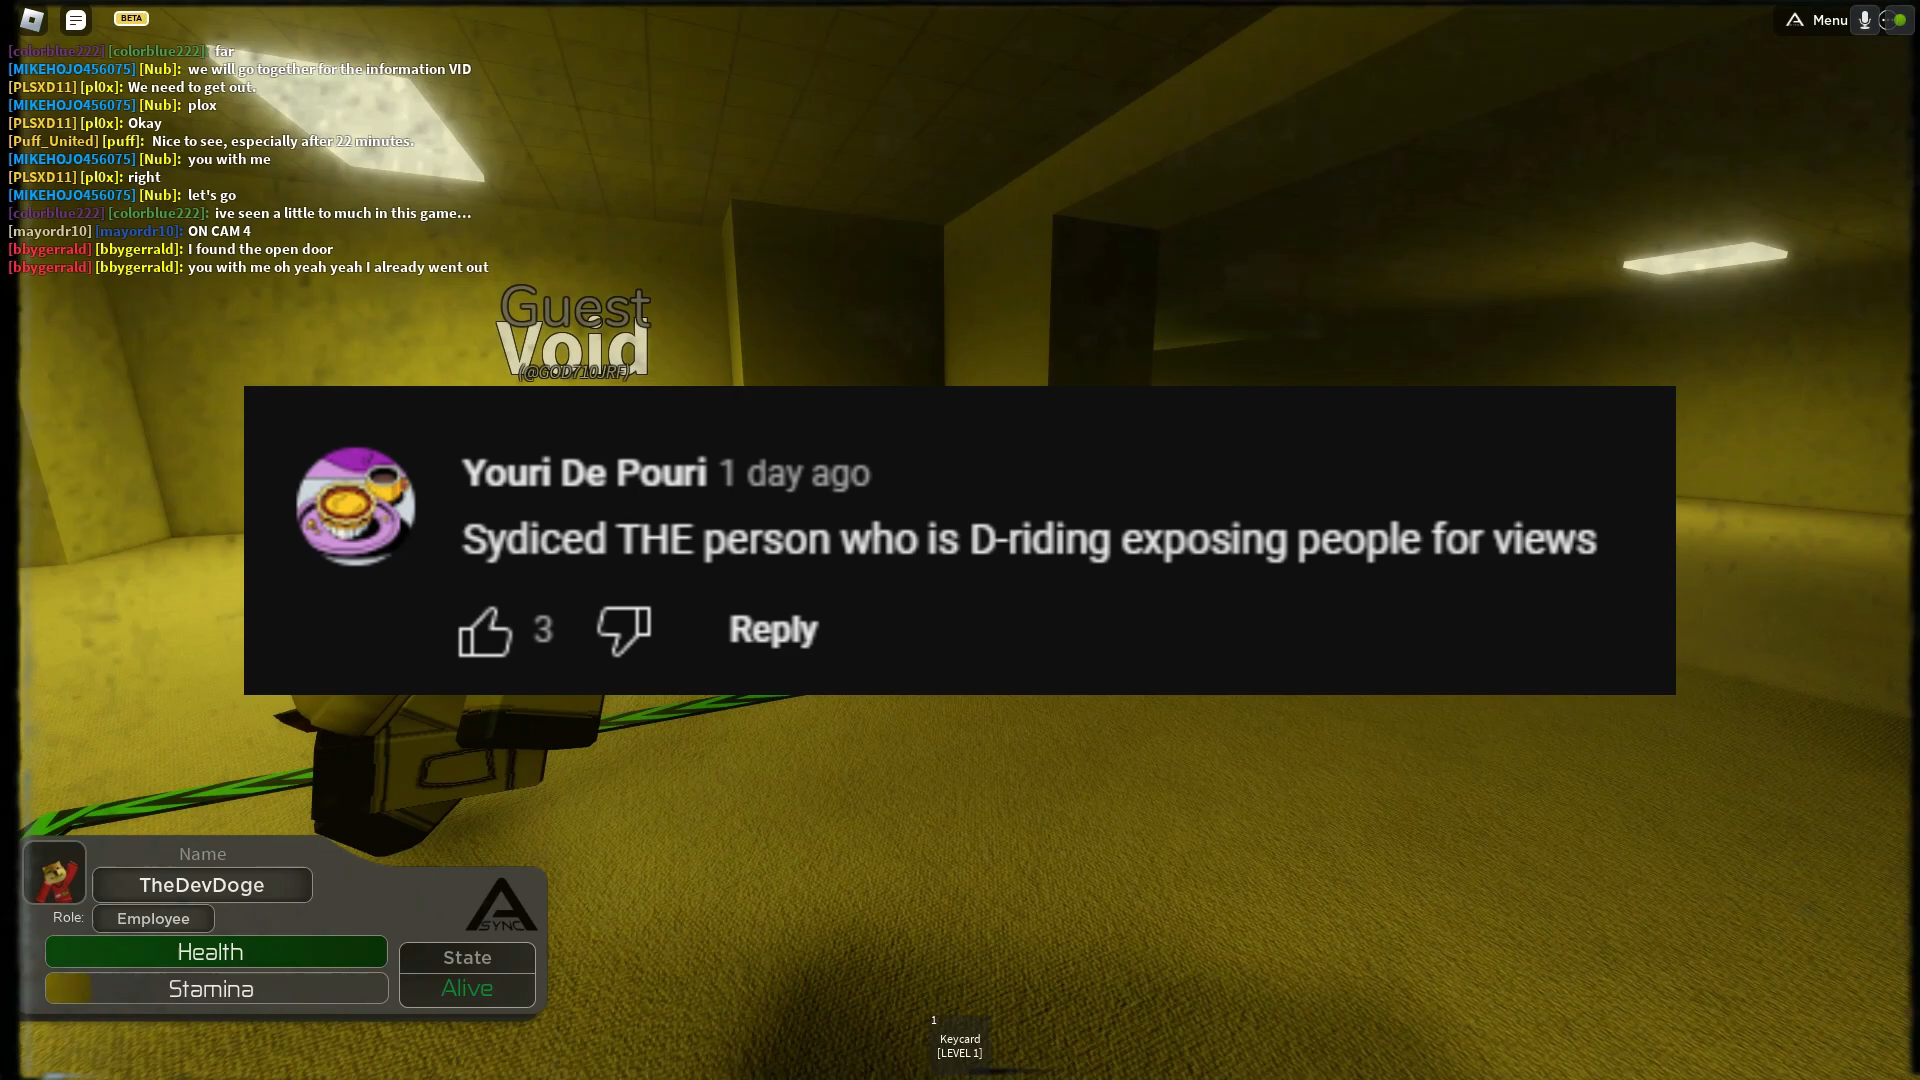 BETA
Menu
[colorblue222] [colorblue222]: far
[MIKEHOJO456075] [Nub]: we will go together for the information VID
[PLSXD11] [pl0x]: We need to get out.
[MIKEHOJO456075] [Nub]: plox
[PLSXD11] [pl0x]: Okay
[Puff_United] [puff]: Nice to see, especially after 22 minutes.
[MIKEHOJO456075] [Nub]: you with me
[PLSXD11] [pl0x]: right
[MIKEHOJO456075] [Nub]: let's go
[colorblue222] [colorblue222]: ive seen a little to much in this game...
[mayordr10] [mayordr10]: ON CAM 4
[bbygerrald] [bbygerrald]: I found the open door
[bbygerrald] [bbygerrald]: you with me oh yeah yeah I already went out
Guest
Void
(@GOD710JRF)
Youri De Pouri 1 day ago
Sydiced THE person who is D-riding exposing people for views
3 Reply
Name
TheDevDoge
Role: Employee
ASYNC
Health
Stamina
State
Alive
1
Keycard
[LEVEL 1]